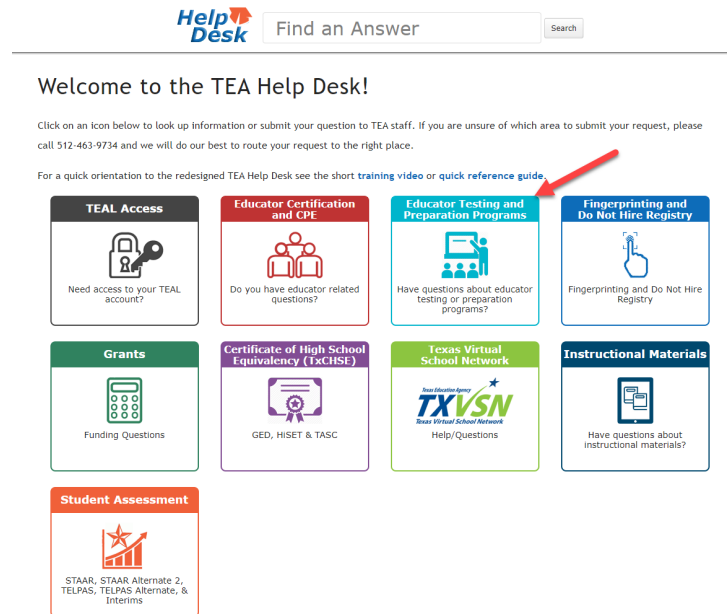 Help
Desk
Find an Answer
Search
Welcome to the TEA Help Desk!
Click on an icon below to look up information or submit your question to TEA staff. If you are unsure of which area to submit your request, please
call 512-463-9734 and we will do our best to route your request to the right place.
For a quick orientation to the redesigned TEA Help Desk see the short training video or quick reference guide.
TEAL Access
Need access to your TEAL
account?
Educator Certification
and CPE
Do you have educator related
questions?
Educator Testing and
Preparation Programs
Have questions about educator
testing or preparation
programs?
Fingerprinting and
Do Not Hire Registry
Fingerprinting and Do Not Hire
Registry
Grants
Funding Questions
Certificate of High School
Equivalency (TxCHSE)
GED, HiSET & TASC
Texas Virtual
School Network
Texas Education Agency
TXVSN
Texas Virtual School Network
Help/Questions
Instructional Materials
Have questions about
instructional materials?
Student Assessment
STAAR, STAAR Alternate 2,
TELPAS, TELPAS Alternate, &
Interims